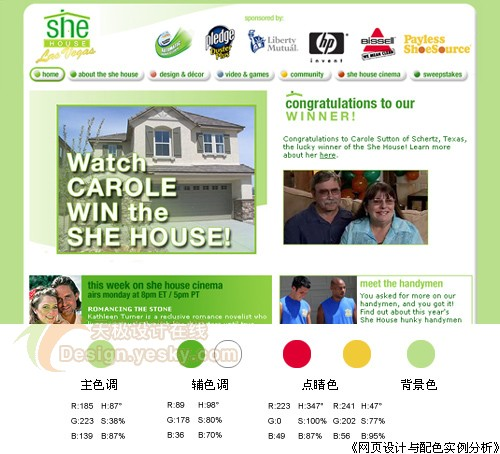 sponsored by:
she
HOUSE
Las Vegas
Swiffer
Pledge
Duster
Plus
Liberty
Mutual.
hp
invent
BISSELL
WE MEAN CLEAN
Payless
ShoeSource
home
about the she house
design & décor
video & games
community
she house cinema
sweepstakes
Watch
CAROLE
WIN the
SHE HOUSE!
congratulations to our
WINNER!
Congratulations to Carole Sutton of Schertz, Texas,
the lucky winner of the She House! Learn more
about her here.
this week on she house cinema
airs monday at 8pm ET / 5pm PT
ROMANCING THE STONE
Kathleen Turner is a reclusive romance novelist who
meet the handymen
You asked for more on our
handymen, and you got it!
Find out about this year's
She House hunky handymen
天极设计在线
Design.yesky.com
主色调 辅色调 点睛色 背景色
R:185 H:87° R:89 H:98° R:223 H:347° R:241 H:47°
G:223 S:38% G:178 S:80% G:0 S:100% G:202 S:77%
B:139 B:87% B:36 B:70% B:49 B:87% B:56 B:95%
《网页设计与配色实例分析》